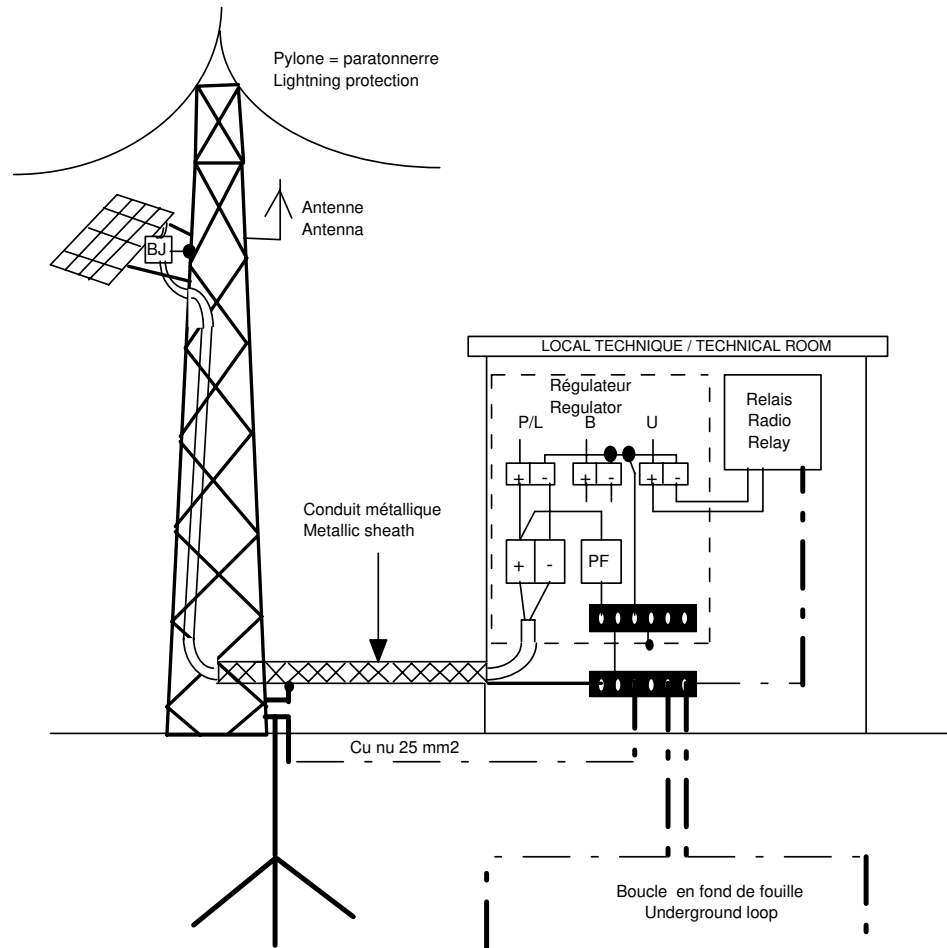 Pylone = paratonnerre
Lightning protection
Antenne
Antenna
BJ
LOCAL TECHNIQUE / TECHNICAL ROOM
Régulateur
Regulator
P/L B U
Relais
Radio
Relay
+ - + - + -
Conduit métallique
Metallic sheath
+ - PF
Cu nu 25 mm2
Boucle en fond de fouille
Underground loop